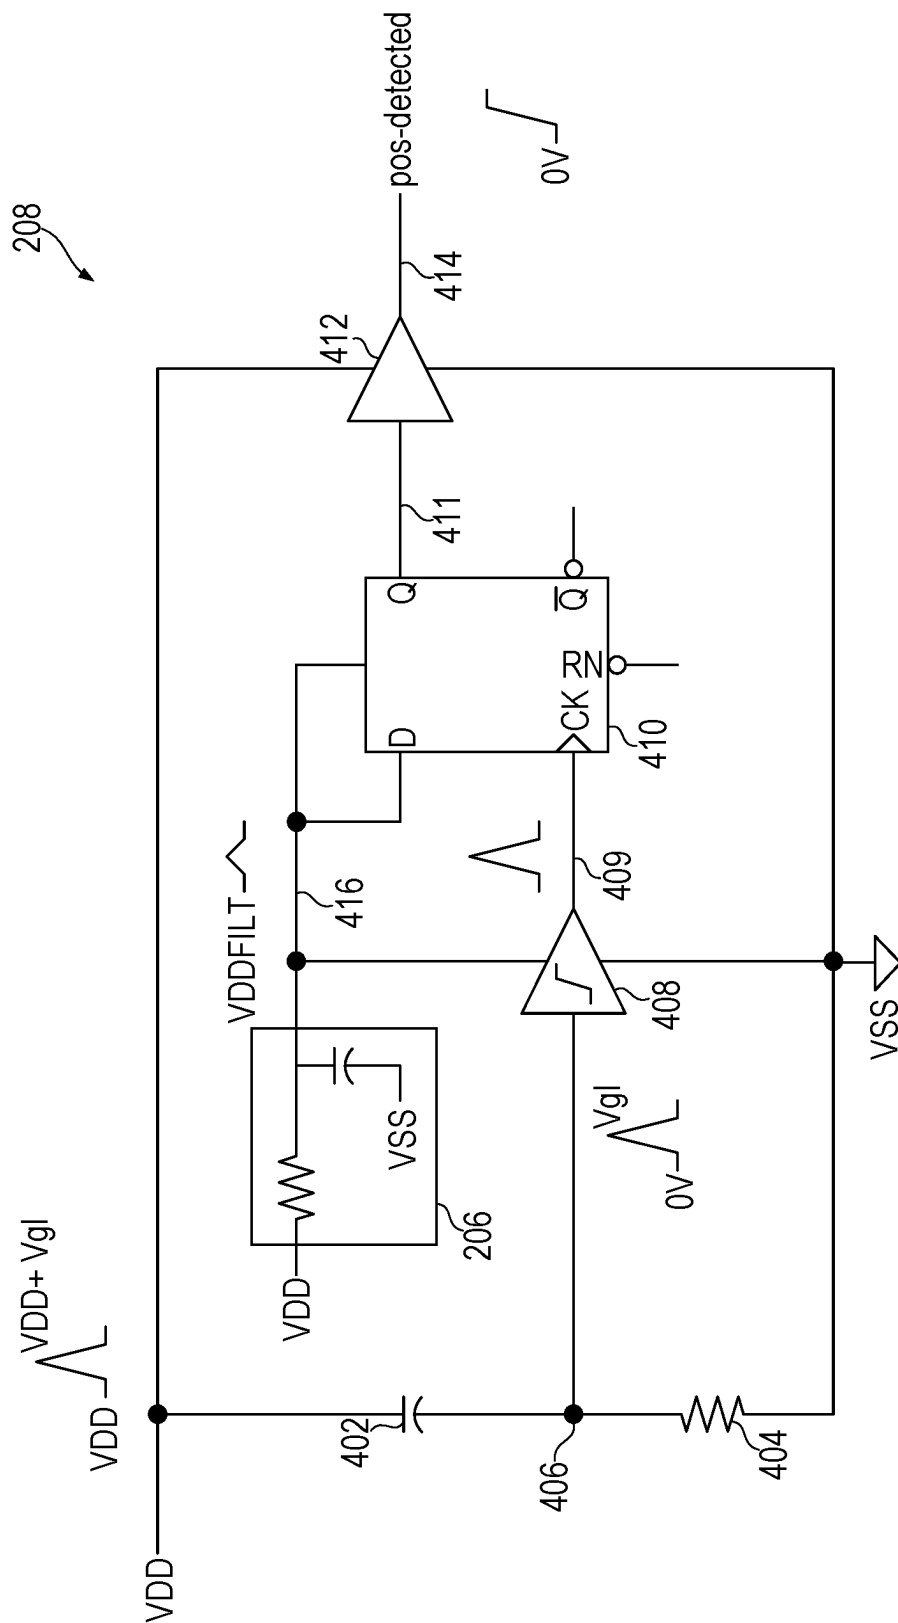 208
VDD
VDD
VDD+ Vgl
VDD
206
VSS
VDDFILT
416
402
406
404
0V
Vgl
408
409
D
Q
CK
RN
Q̅
410
411
412
414
pos-detected
0V
VSS